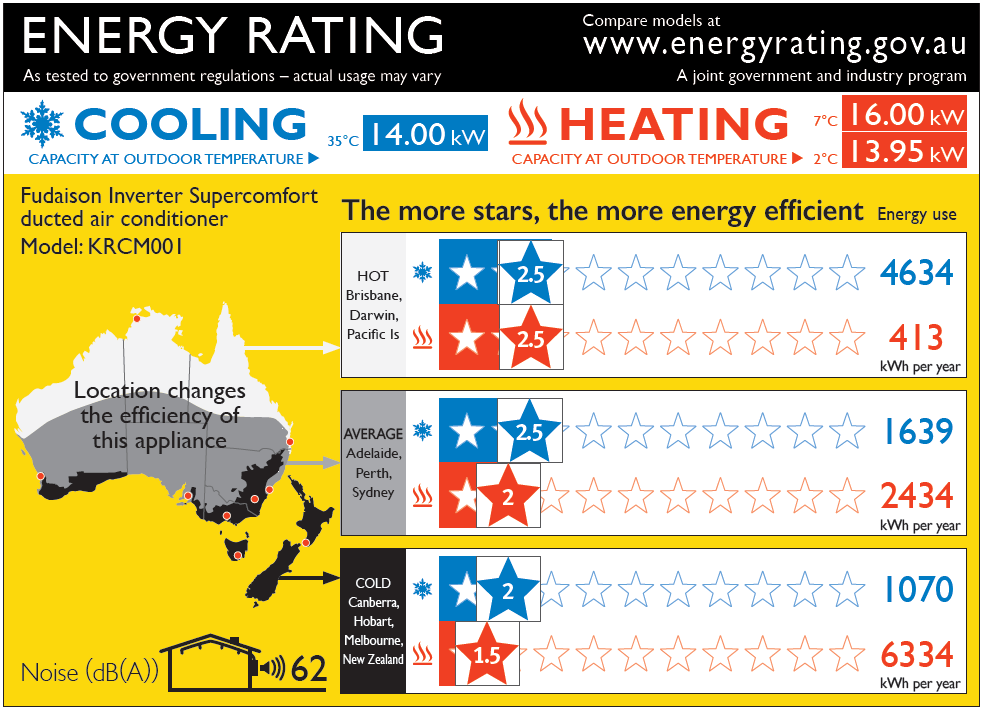 ENERGY RATING
As tested to government regulations – actual usage may vary
Compare models at
www.energyrating.gov.au
A joint government and industry program
COOLING
CAPACITY AT OUTDOOR TEMPERATURE
35°C 14.00 kW
HEATING
CAPACITY AT OUTDOOR TEMPERATURE
7°C 16.00 kW
2°C 13.95 kW
Fudaison Inverter Supercomfort
ducted air conditioner
Model: KRCM001
The more stars, the more energy efficient Energy use
Location changes
the efficiency of
this appliance
HOT
Brisbane,
Darwin,
Pacific Is
2.5
4634
2.5
413
kWh per year
AVERAGE
Adelaide,
Perth,
Sydney
2.5
1639
2
2434
kWh per year
COLD
Canberra,
Hobart,
Melbourne,
New Zealand
2
1070
1.5
6334
kWh per year
Noise (dB(A)) 62